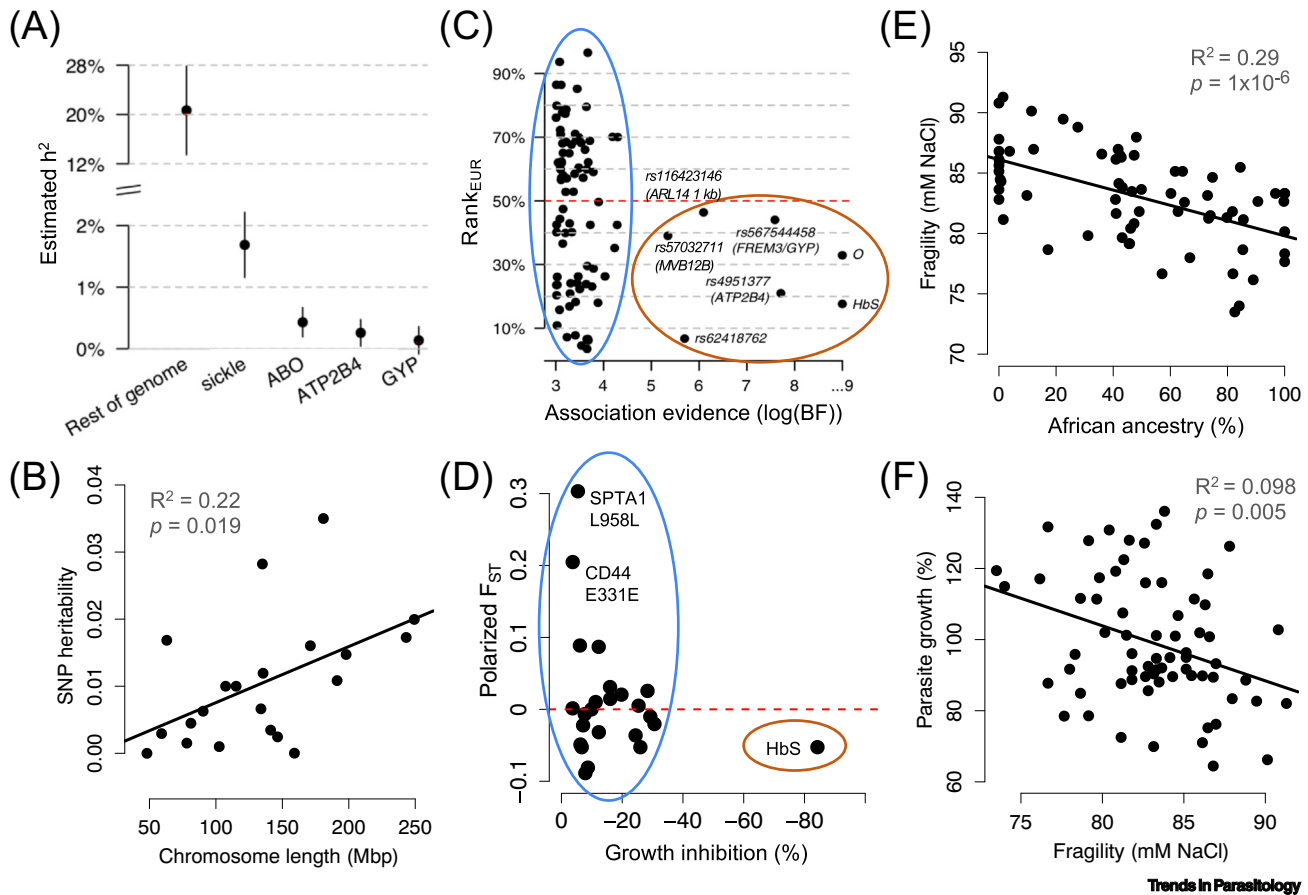 (A)
Estimated h²
28%
20%
12%
2%
1%
0%
Rest of genome
sickle
ABO
ATP2B4
GYP
(B)
R² = 0.22
p = 0.019
SNP heritability
0.04
0.03
0.02
0.01
0.00
50
100
150
200
250
Chromosome length (Mbp)
(C)
Rank_EUR
90%
70%
50%
30%
10%
rs116423146
(ARL14 1 kb)
rs567544458
(FREM3/GYP)
rs57032711
(MVB12B)
O
rs4951377
(ATP2B4)
HbS
rs62418762
3
4
5
6
7
8
...9
Association evidence (log(BF))
(D)
Polarized F_ST
0.3
0.2
0.1
0
−0.1
SPTA1
L958L
CD44
E331E
HbS
0
−20
−40
−60
−80
Growth inhibition (%)
(E)
R² = 0.29
p = 1x10⁻⁶
Fragility (mM NaCl)
95
90
85
80
75
70
0
20
40
60
80
100
African ancestry (%)
(F)
R² = 0.098
p = 0.005
Parasite growth (%)
140
120
100
80
60
75
80
85
90
Fragility (mM NaCl)
Trends in Parasitology